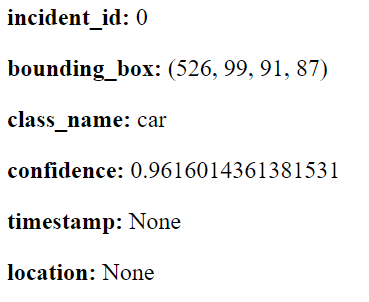 incident_id: 0
bounding_box: (526, 99, 91, 87)
class_name: car
confidence: 0.9616014361381531
timestamp: None
location: None